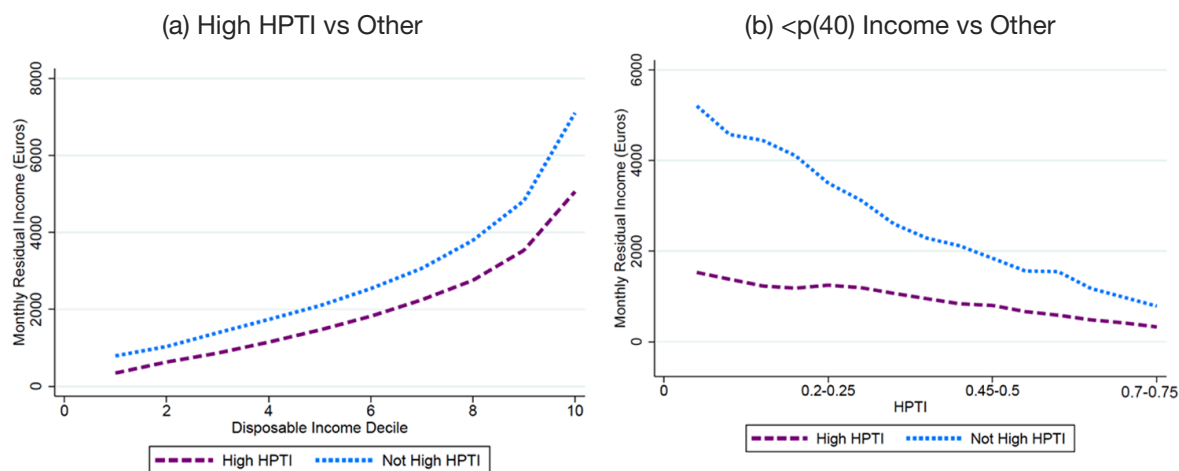 (a) High HPTI vs Other
Monthly Residual Income (Euros)
8000
6000
4000
2000
0
0 2 4 6 8 10
Disposable Income Decile
High HPTI Not High HPTI
(b) <p(40) Income vs Other
Monthly Residual Income (Euros)
6000
4000
2000
0
0 0.2-0.25 0.45-0.5 0.7-0.75
HPTI
High HPTI Not High HPTI